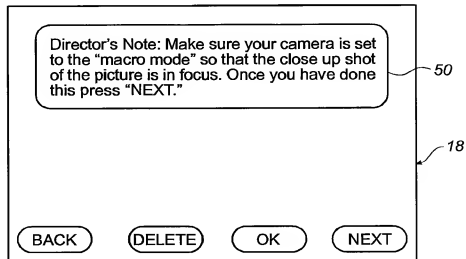 Director's Note: Make sure your camera is set
to the “macro mode” so that the close up shot
of the picture is in focus. Once you have done
this press “NEXT.”
50
18
BACK DELETE OK NEXT